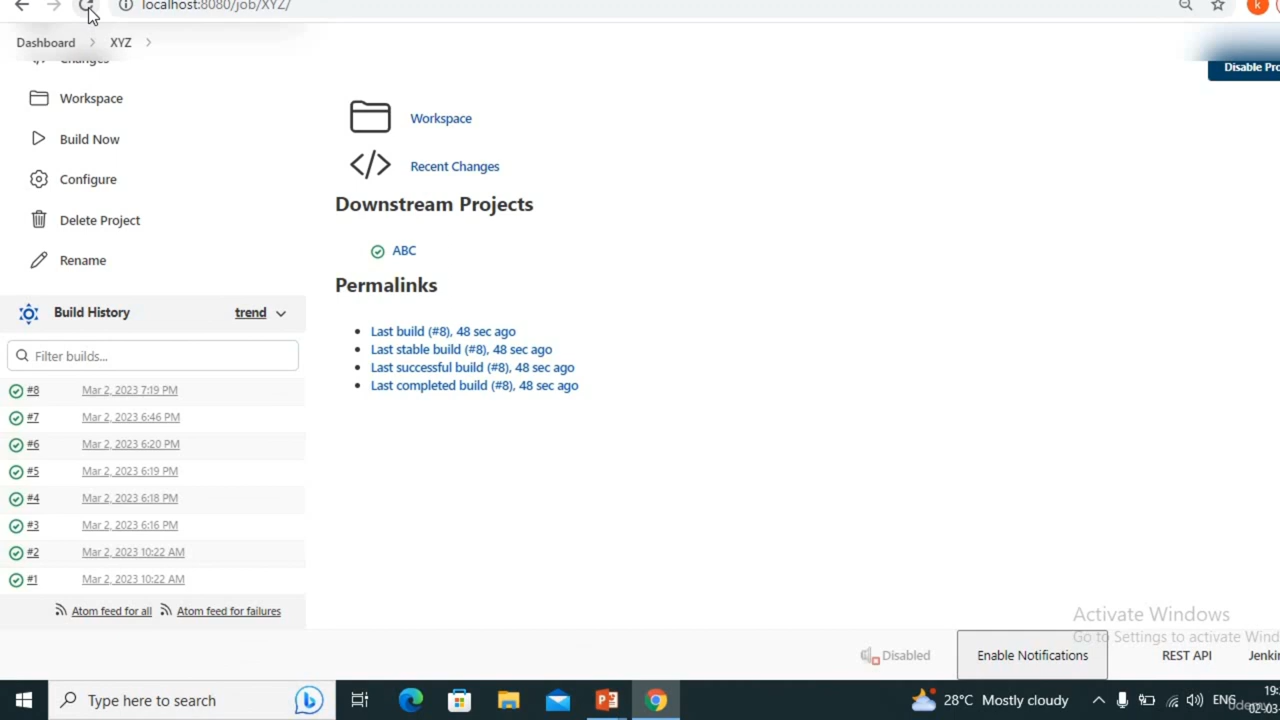 localhost:8080/job/XYZ/
k
Dashboard
XYZ
Changes
Disable Pro
Workspace
Build Now
Configure
Delete Project
Rename
Workspace
Recent Changes
Downstream Projects
ABC
Permalinks
Last build (#8), 48 sec ago
Last stable build (#8), 48 sec ago
Last successful build (#8), 48 sec ago
Last completed build (#8), 48 sec ago
Build History
trend
Filter builds...
#8 Mar 2, 2023 7:19 PM
#7 Mar 2, 2023 6:46 PM
#6 Mar 2, 2023 6:20 PM
#5 Mar 2, 2023 6:19 PM
#4 Mar 2, 2023 6:18 PM
#3 Mar 2, 2023 6:16 PM
#2 Mar 2, 2023 10:22 AM
#1 Mar 2, 2023 10:22 AM
Atom feed for all Atom feed for failures
Activate Windows
Go to Settings to activate Wind
Disabled
Enable Notifications
REST API
Jenkin
Type here to search
28°C Mostly cloudy
ENG
19:
02-03-
udemy